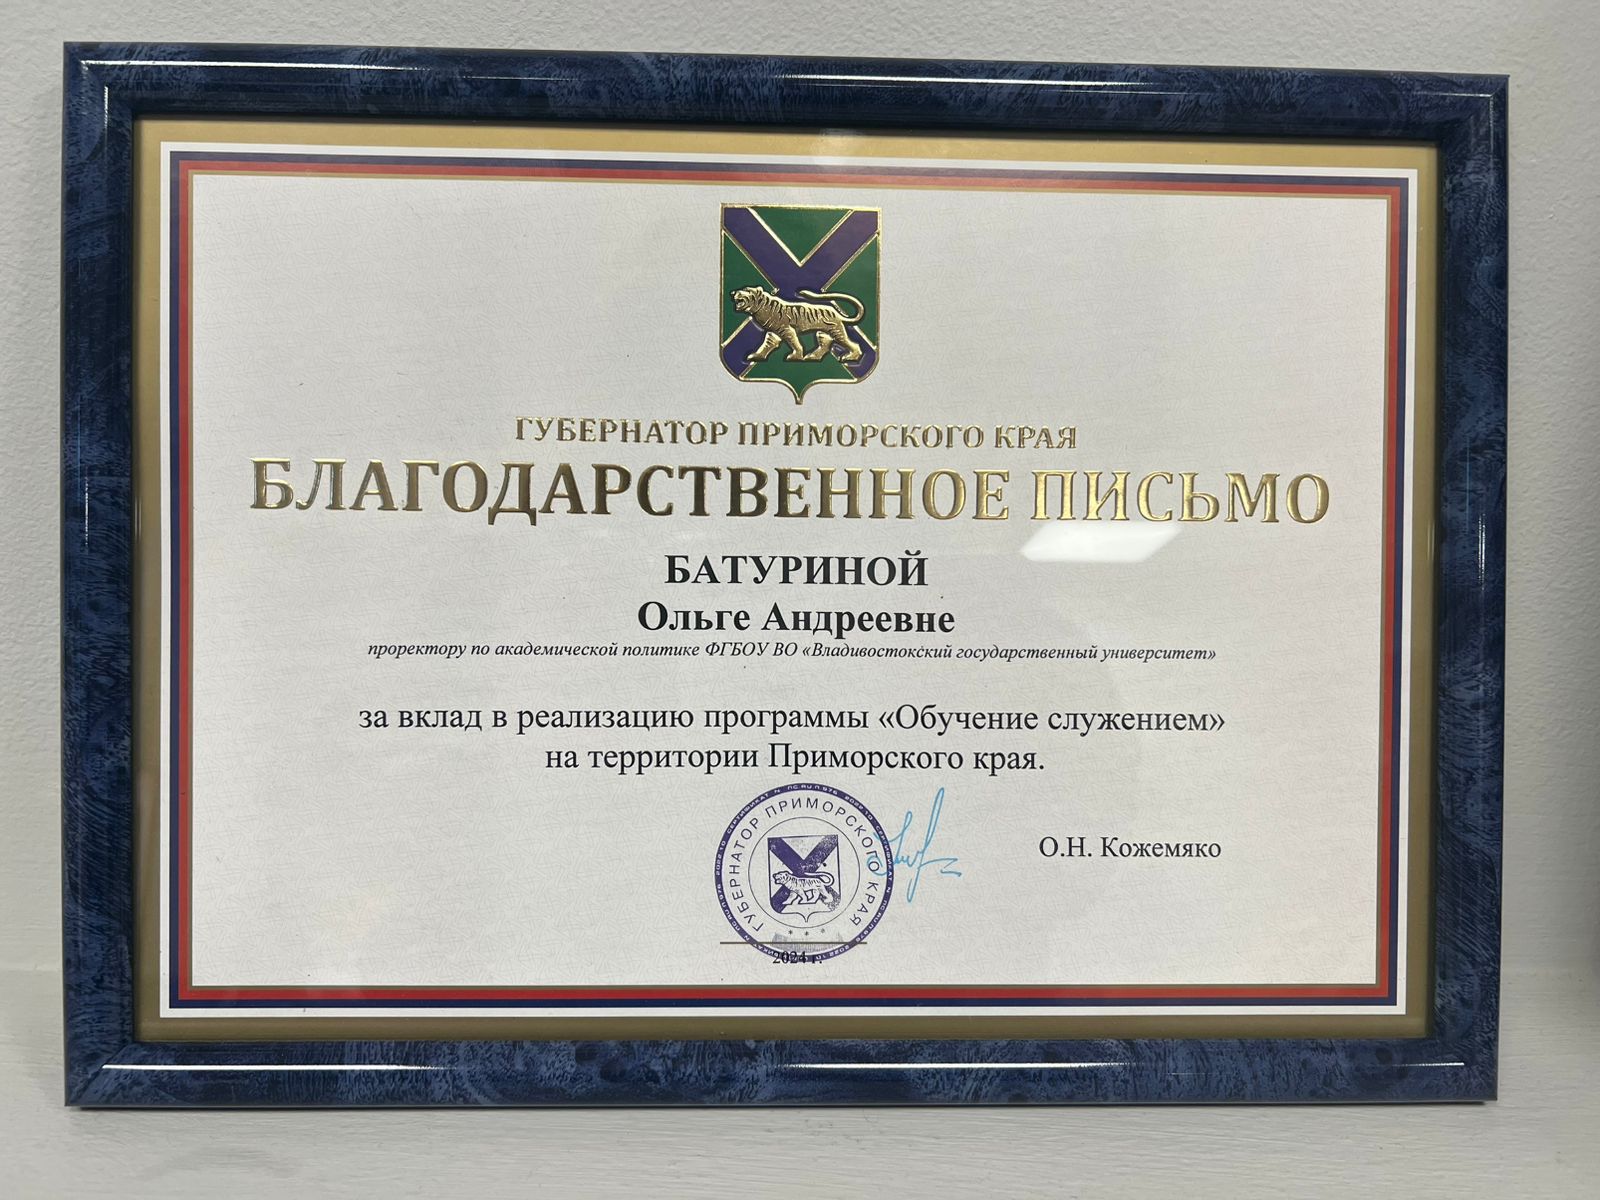 ГУБЕРНАТОР ПРИМОРСКОГО КРАЯ
БЛАГОДАРСТВЕННОЕ ПИСЬМО
БАТУРИНОЙ
Ольге Андреевне
проректору по академической политике ФГБОУ ВО «Владивостокский государственный университет»
за вклад в реализацию программы «Обучение служением»
на территории Приморского края.
ГУБЕРНАТОР ПРИМОРСКОГО КРАЯ
О.Н. Кожемяко
2024 г.